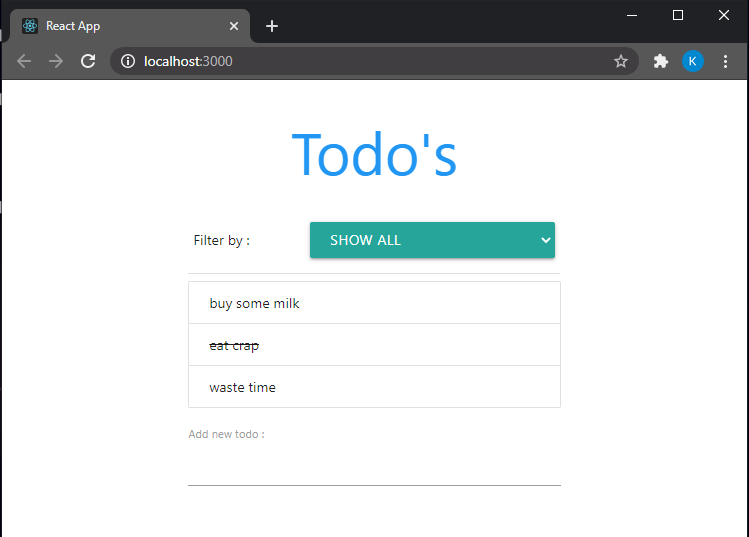 React App
localhost:3000
K
Todo's
Filter by :
SHOW ALL
buy some milk
eat crap
waste time
Add new todo :